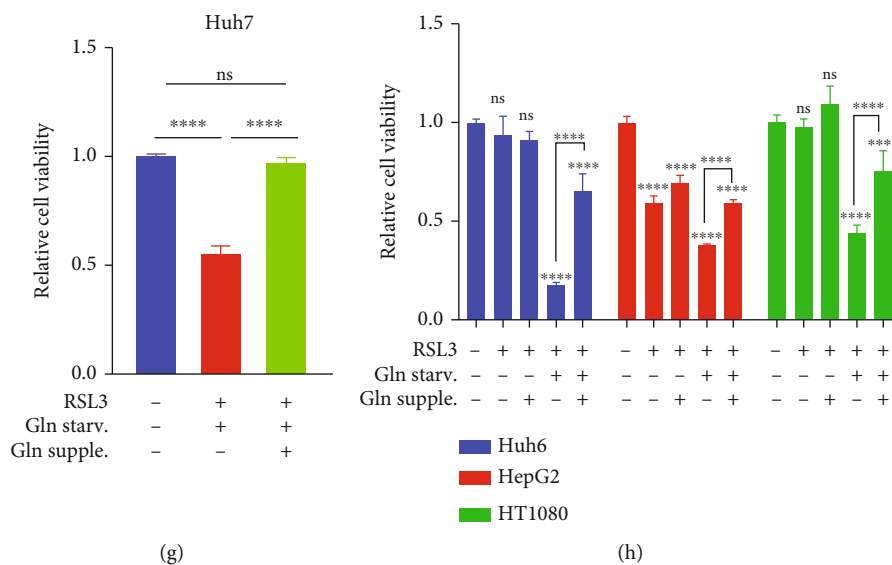 Huh7
1.5
1.0
0.5
0.0
Relative cell viability
ns
**** ****
RSL3 – + +
Gln starv. – + +
Gln supple. – – +
(g)
1.5
1.0
0.5
0.0
Relative cell viability
ns ns **** **** ****
**** **** **** **** ****
ns ns **** **** ***
RSL3 – + + + + – + + + + – + + + +
Gln starv. – – – + + – – – + + – – – + +
Gln supple. – – + – + – – + – + – – + – +
Huh6
HepG2
HT1080
(h)